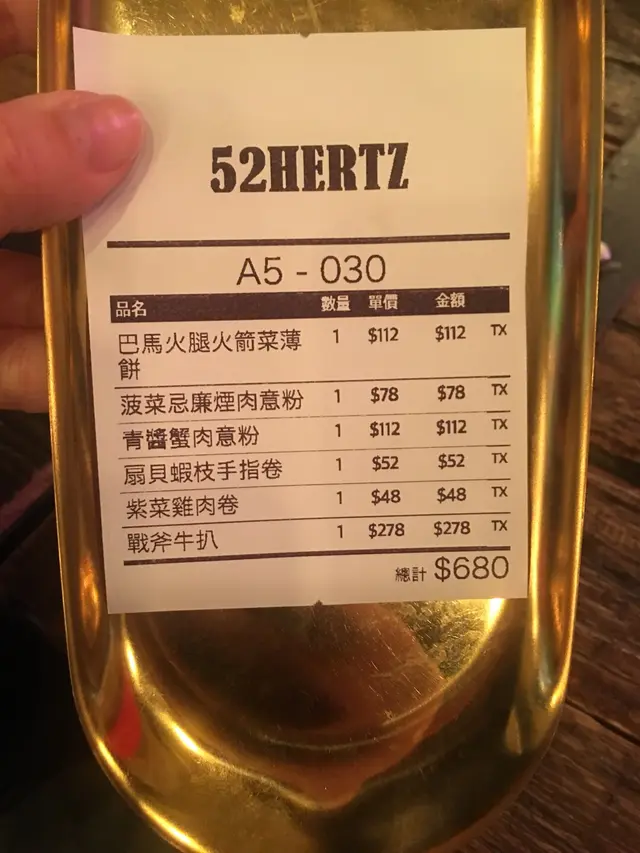 52HERTZ
A5 - 030
品名 數量 單價 金額
巴馬火腿火箭菜薄 1 $112 $112 TX
餅
菠菜忌廉煙肉意粉 1 $78 $78 TX
青醬蟹肉意粉 1 $112 $112 TX
扇貝蝦枝手指卷 1 $52 $52 TX
紫菜雞肉卷 1 $48 $48 TX
戰斧牛扒 1 $278 $278 TX
總計 $680